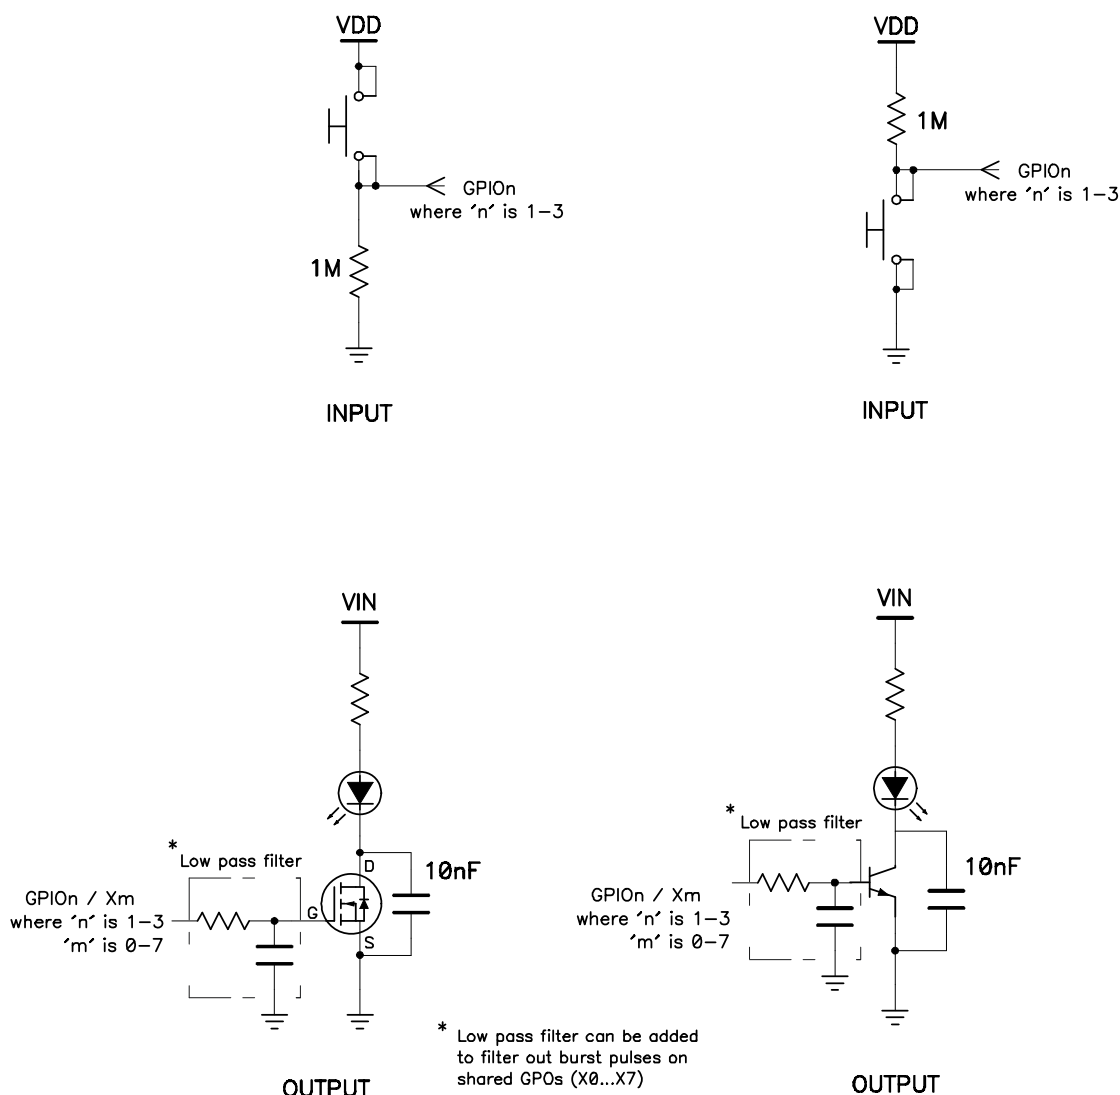 VDD
1M
GPIOn
where ´n´ is 1-3
INPUT
VDD
1M
GPIOn
where ´n´ is 1-3
INPUT
VIN
*
Low pass filter
D
10nF
GPIOn / Xm
where ´n´ is 1-3
´m´ is 0-7
G
S
OUTPUT
* Low pass filter can be added
to filter out burst pulses on
shared GPOs (X0...X7)
VIN
*
Low pass filter
10nF
GPIOn / Xm
where ´n´ is 1-3
´m´ is 0-7
OUTPUT